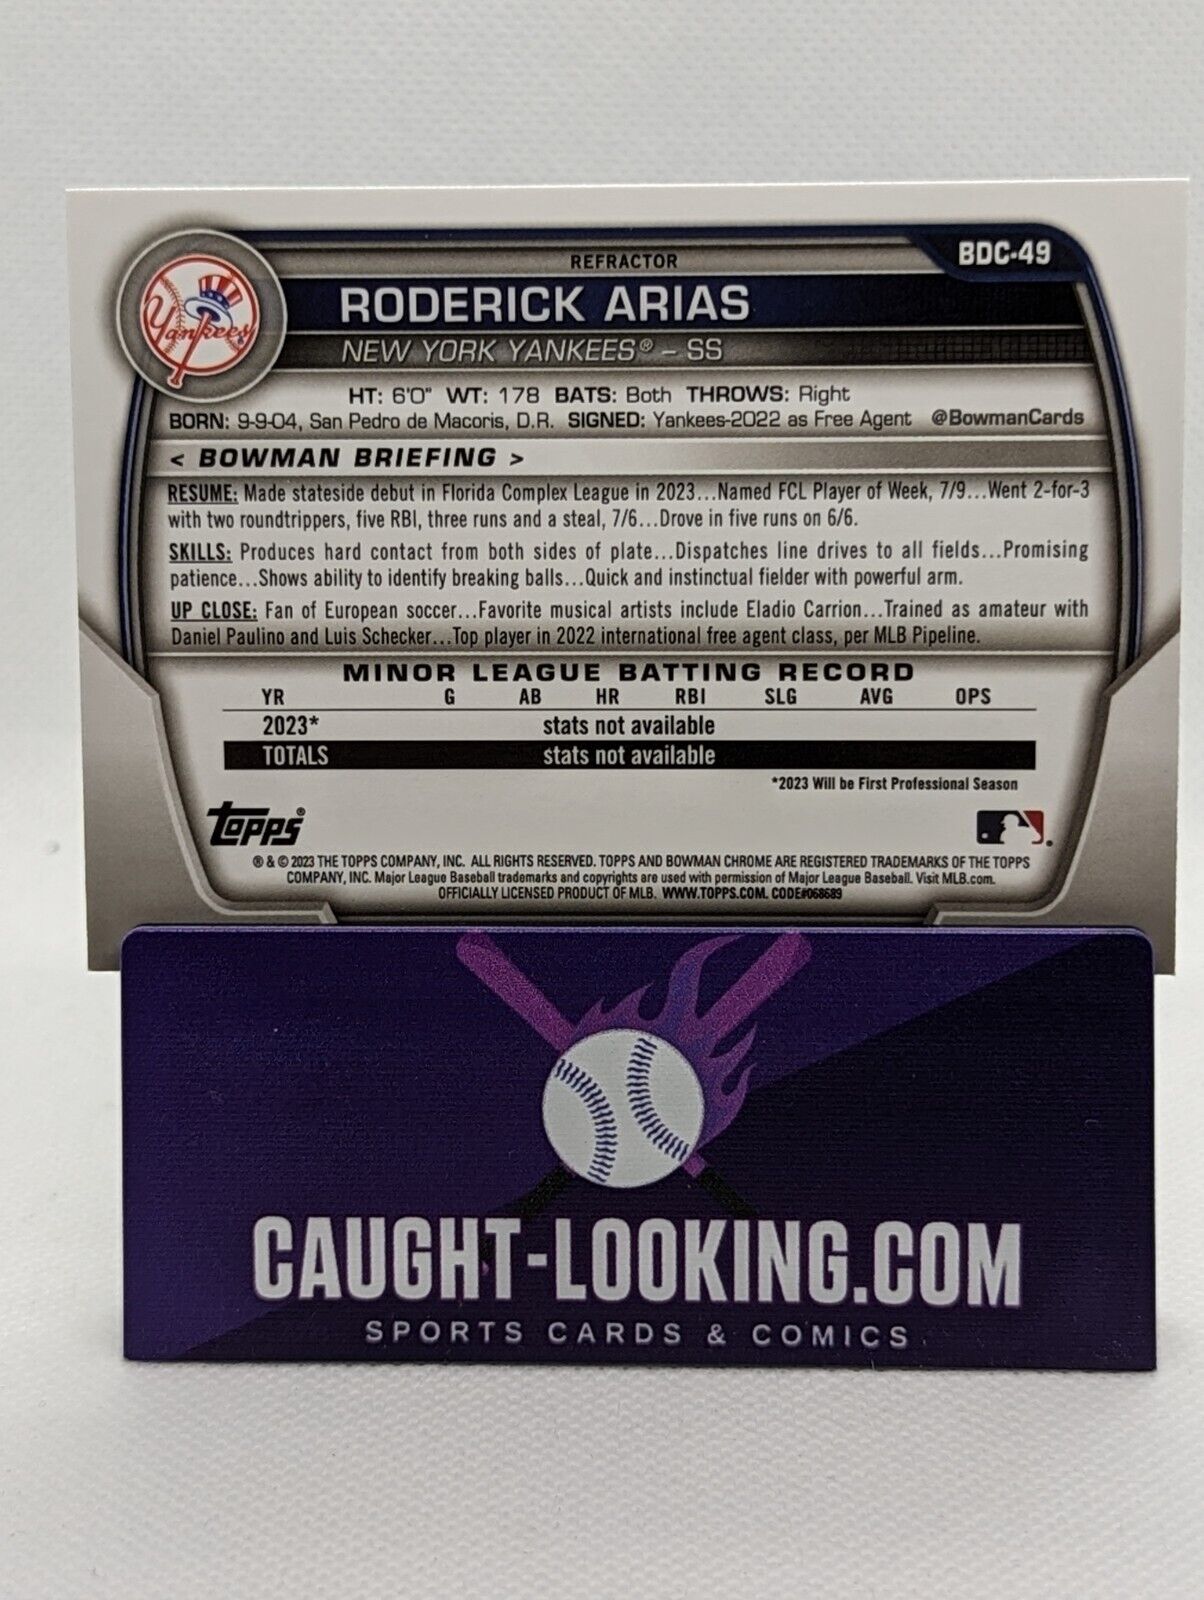 BDC-49
REFRACTOR
RODERICK ARIAS
Yankees
NEW YORK YANKEES® – SS
HT: 6'0" WT: 178 BATS: Both THROWS: Right
BORN: 9-9-04, San Pedro de Macoris, D.R. SIGNED: Yankees-2022 as Free Agent @BowmanCards
< BOWMAN BRIEFING >
RESUME: Made stateside debut in Florida Complex League in 2023...Named FCL Player of Week, 7/9...Went 2-for-3
with two roundtrippers, five RBI, three runs and a steal, 7/6...Drove in five runs on 6/6.
SKILLS: Produces hard contact from both sides of plate...Dispatches line drives to all fields...Promising
patience...Shows ability to identify breaking balls...Quick and instinctual fielder with powerful arm.
UP CLOSE: Fan of European soccer...Favorite musical artists include Eladio Carrion...Trained as amateur with
Daniel Paulino and Luis Schecker...Top player in 2022 international free agent class, per MLB Pipeline.
MINOR LEAGUE BATTING RECORD
YR G AB HR RBI SLG AVG OPS
2023* stats not available
TOTALS stats not available
*2023 Will be First Professional Season
Topps®
® & © 2023 THE TOPPS COMPANY, INC. ALL RIGHTS RESERVED. TOPPS AND BOWMAN CHROME ARE REGISTERED TRADEMARKS OF THE TOPPS
COMPANY, INC. Major League Baseball trademarks and copyrights are used with permission of Major League Baseball. Visit MLB.com.
OFFICIALLY LICENSED PRODUCT OF MLB. WWW.TOPPS.COM. CODE#068689
CAUGHT-LOOKING.COM
SPORTS CARDS & COMICS